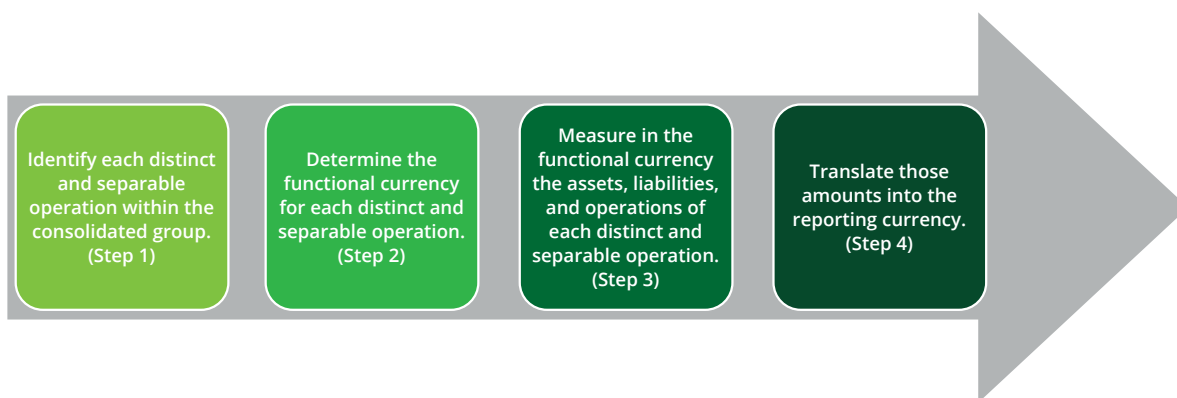 Identify each distinct
and separable
operation within the
consolidated group.
(Step 1)
Determine the
functional currency
for each distinct and
separable operation.
(Step 2)
Measure in the
functional currency
the assets, liabilities,
and operations of
each distinct and
separable operation.
(Step 3)
Translate those
amounts into the
reporting currency.
(Step 4)